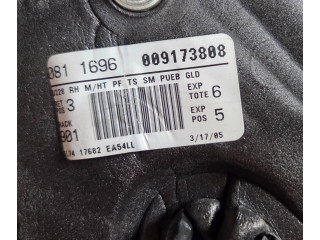 081 1696 009173808
RH M/HT PF TS SM PUEB GLD
3
EXP
TOTE 6
EXP
POS 5
901
17682 EA54LL
3/17/05